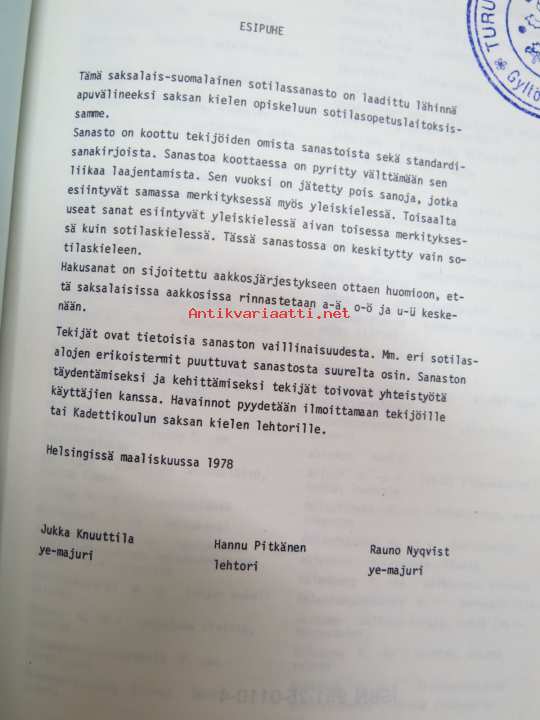 ESIPUHE
TURU
Gyltö
Tämä saksalais-suomalainen sotilassanasto on laadittu lähinnä
apuvälineeksi saksan kielen opiskeluun sotilasopetuslaitoksis-
samme.
Sanasto on koottu tekijöiden omista sanastoista sekä standardi-
sanakirjoista. Sanastoa koottaessa on pyritty välttämään sen
liikaa laajentamista. Sen vuoksi on jätetty pois sanoja, jotka
esiintyvät samassa merkityksessä myös yleiskielessä. Toisaalta
useat sanat esiintyvät yleiskielessä aivan toisessa merkitykses-
sä kuin sotilaskielessä. Tässä sanastossa on keskitytty vain so-
tilaskieleen.
Hakusanat on sijoitettu aakkosjärjestykseen ottaen huomioon, et-
tä saksalaisissa aakkosissa rinnastetaan a-ä, o-ö ja u-ü keske-
nään.
Antikvariaatti.net
Tekijät ovat tietoisia sanaston vaillinaisuudesta. Mm. eri sotilas-
alojen erikoistermit puuttuvat sanastosta suurelta osin. Sanaston
täydentämiseksi ja kehittämiseksi tekijät toivovat yhteistyötä
käyttäjien kanssa. Havainnot pyydetään ilmoittamaan tekijöille
tai Kadettikoulun saksan kielen lehtorille.
Helsingissä maaliskuussa 1978
Jukka Knuuttila
ye-majuri
Hannu Pitkänen
lehtori
Rauno Nyqvist
ye-majuri